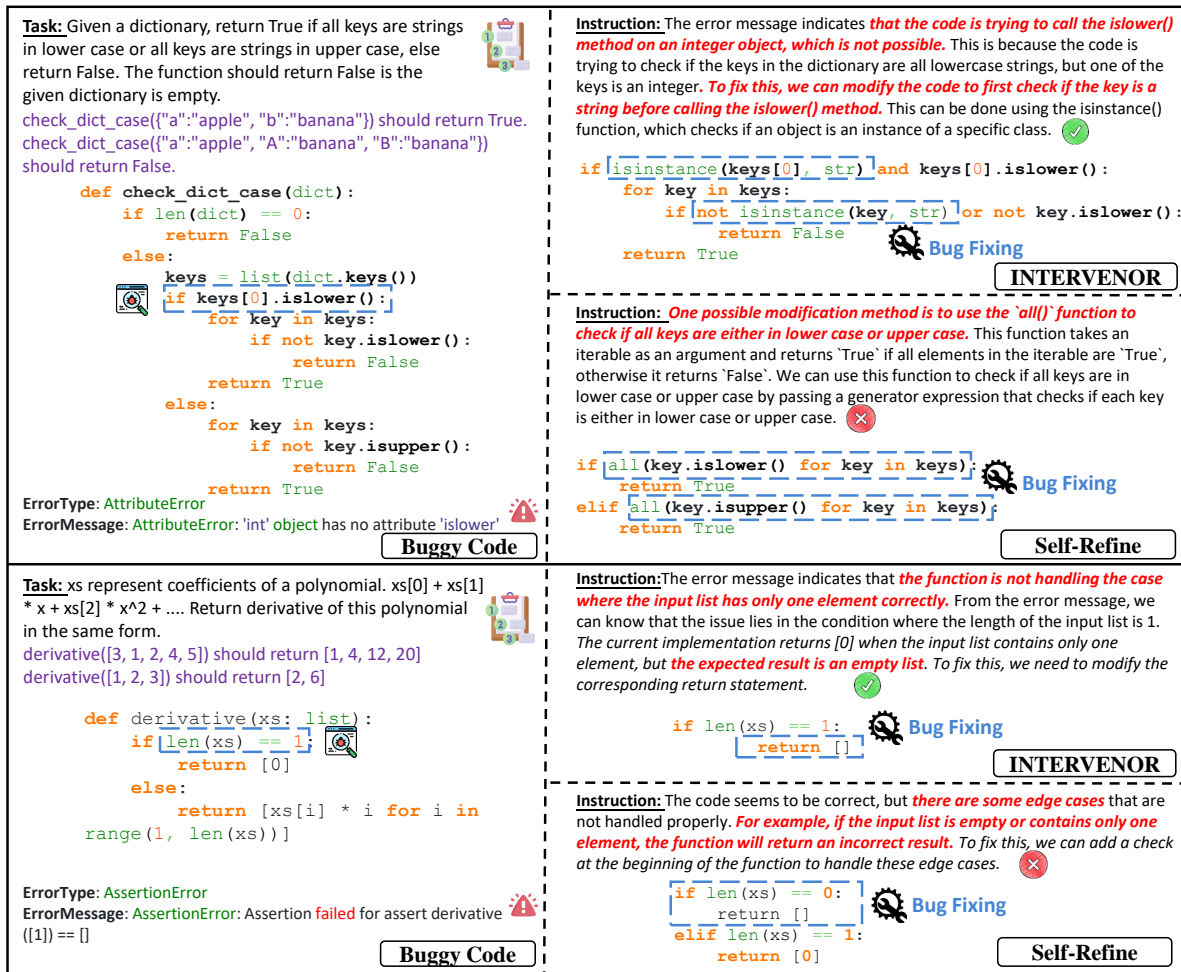 Task: Given a dictionary, return True if all keys are strings
in lower case or all keys are strings in upper case, else
return False. The function should return False is the
given dictionary is empty.
check_dict_case({"a":"apple", "b":"banana"}) should return True.
check_dict_case({"a":"apple", "A":"banana", "B":"banana"})
should return False.
def check_dict_case(dict):
if len(dict) == 0:
return False
else:
keys = list(dict.keys())
if keys[0].islower():
for key in keys:
if not key.islower():
return False
return True
else:
for key in keys:
if not key.isupper():
return False
return True
ErrorType: AttributeError
ErrorMessage: AttributeError: 'int' object has no attribute 'islower'
Buggy Code
Instruction: The error message indicates that the code is trying to call the islower()
method on an integer object, which is not possible. This is because the code is
trying to check if the keys in the dictionary are all lowercase strings, but one of the
keys is an integer. To fix this, we can modify the code to first check if the key is a
string before calling the islower() method. This can be done using the isinstance()
function, which checks if an object is an instance of a specific class.
if isinstance(keys[0], str) and keys[0].islower():
for key in keys:
if not isinstance(key, str) or not key.islower():
return False
return True
Bug Fixing
INTERVENOR
Instruction: One possible modification method is to use the `all()` function to
check if all keys are either in lower case or upper case. This function takes an
iterable as an argument and returns `True` if all elements in the iterable are `True`,
otherwise it returns `False`. We can use this function to check if all keys are in
lower case or upper case by passing a generator expression that checks if each key
is either in lower case or upper case.
if all(key.islower() for key in keys):
return True
elif all(key.isupper() for key in keys):
return True
Bug Fixing
Self-Refine
Task: xs represent coefficients of a polynomial. xs[0] + xs[1]
* x + xs[2] * x^2 + .... Return derivative of this polynomial
in the same form.
derivative([3, 1, 2, 4, 5]) should return [1, 4, 12, 20]
derivative([1, 2, 3]) should return [2, 6]
def derivative(xs: list):
if len(xs) == 1:
return [0]
else:
return [xs[i] * i for i in
range(1, len(xs))]
ErrorType: AssertionError
ErrorMessage: AssertionError: Assertion failed for assert derivative
([1]) == []
Buggy Code
Instruction:The error message indicates that the function is not handling the case
where the input list has only one element correctly. From the error message, we
can know that the issue lies in the condition where the length of the input list is 1.
The current implementation returns [0] when the input list contains only one
element, but the expected result is an empty list. To fix this, we need to modify the
corresponding return statement.
if len(xs) == 1:
return []
Bug Fixing
INTERVENOR
Instruction: The code seems to be correct, but there are some edge cases that are
not handled properly. For example, if the input list is empty or contains only one
element, the function will return an incorrect result. To fix this, we can add a check
at the beginning of the function to handle these edge cases.
if len(xs) == 0:
return []
elif len(xs) == 1:
return [0]
Bug Fixing
Self-Refine